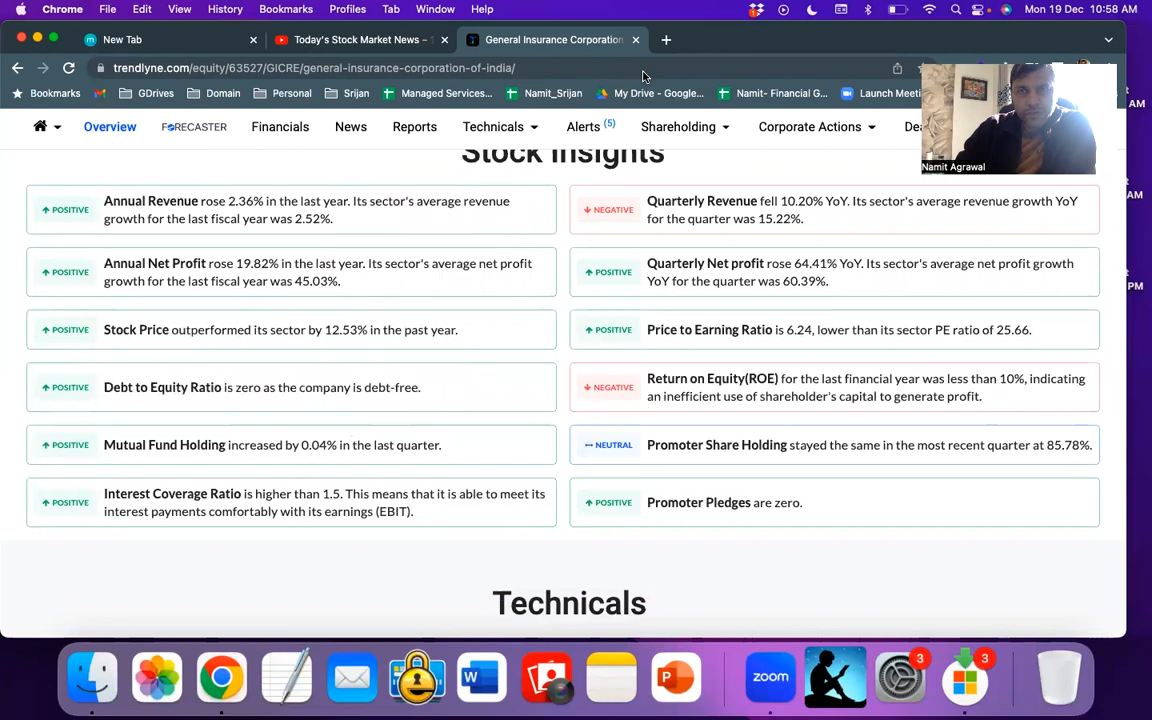 Chrome File Edit View History Bookmarks Profiles Tab Window Help Mon 19 Dec 10:58 AM
New Tab Today's Stock Market News – General Insurance Corporation
trendlyne.com/equity/63527/GICRE/general-insurance-corporation-of-india/
Bookmarks GDrives Domain Personal Srijan Managed Services... Namit_Srijan My Drive - Google... Namit- Financial G... Launch Meeti
AM
Overview FORECASTER Financials News Reports Technicals Alerts (5) Shareholding Corporate Actions De
Namit Agrawal
Stock Insights
AM
POSITIVE Annual Revenue rose 2.36% in the last year. Its sector's average revenue
growth for the last fiscal year was 2.52%.
NEGATIVE Quarterly Revenue fell 10.20% YoY. Its sector's average revenue growth YoY
for the quarter was 15.22%.
POSITIVE Annual Net Profit rose 19.82% in the last year. Its sector's average net profit
growth for the last fiscal year was 45.03%.
POSITIVE Quarterly Net profit rose 64.41% YoY. Its sector's average net profit growth
YoY for the quarter was 60.39%.
PM
POSITIVE Stock Price outperformed its sector by 12.53% in the past year.
POSITIVE Price to Earning Ratio is 6.24, lower than its sector PE ratio of 25.66.
POSITIVE Debt to Equity Ratio is zero as the company is debt-free.
NEGATIVE Return on Equity(ROE) for the last financial year was less than 10%, indicating
an inefficient use of shareholder's capital to generate profit.
POSITIVE Mutual Fund Holding increased by 0.04% in the last quarter.
NEUTRAL Promoter Share Holding stayed the same in the most recent quarter at 85.78%.
POSITIVE Interest Coverage Ratio is higher than 1.5. This means that it is able to meet its
interest payments comfortably with its earnings (EBIT).
POSITIVE Promoter Pledges are zero.
Technicals
W P zoom 3 3